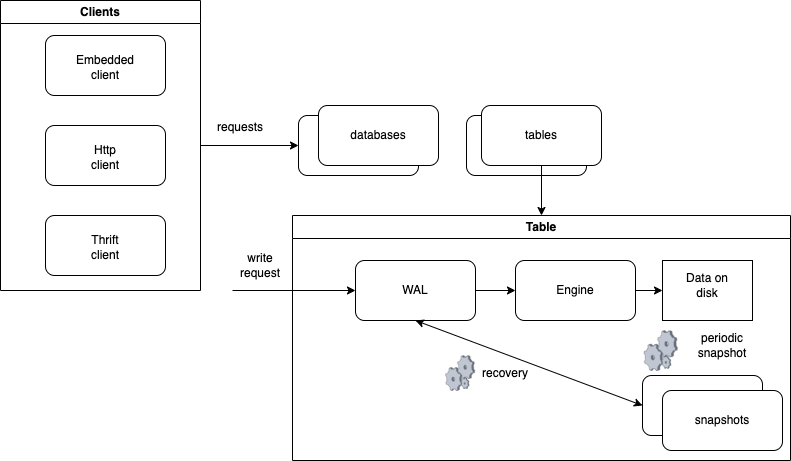 Clients
Embedded
client
Http
client
Thrift
client
requests
databases
tables
Table
write
request
WAL
Engine
Data on
disk
periodic
snapshot
recovery
snapshots